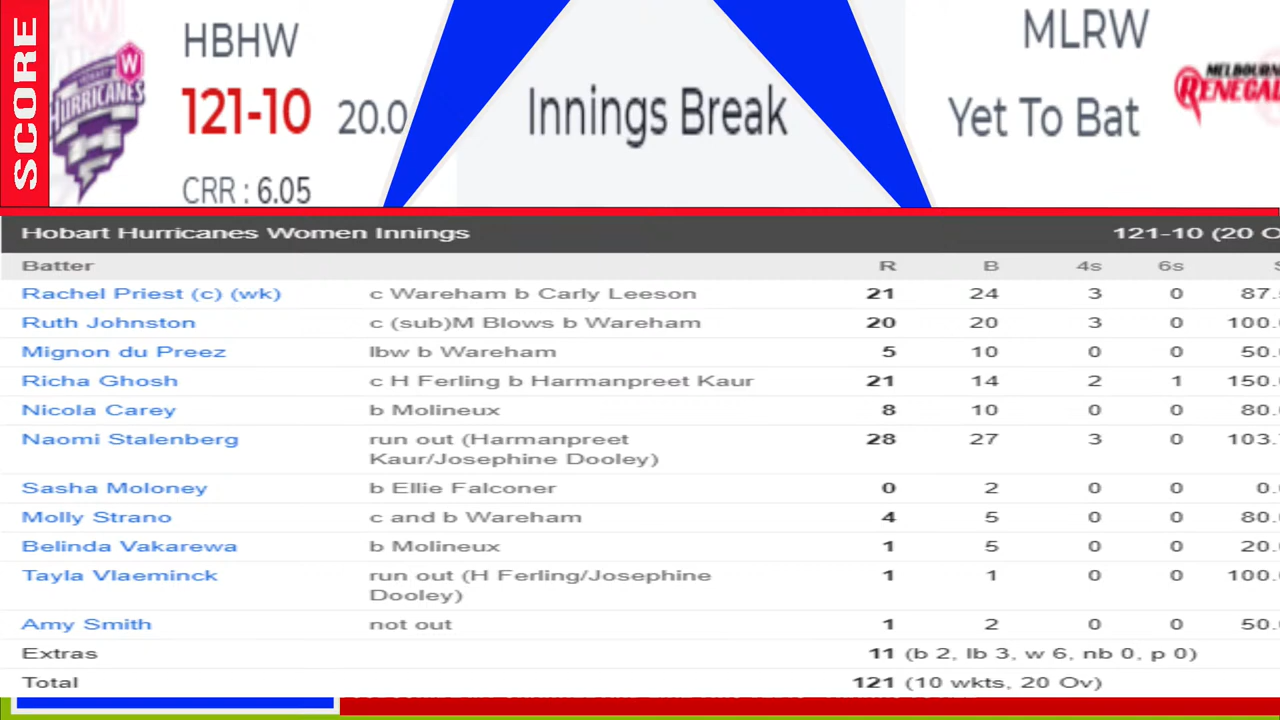 SCORE
HURRICANES
W
HBHW
121-10 20.0
CRR : 6.05
Innings Break
MLRW
Yet To Bat
Hobart Hurricanes Women Innings 121-10 (20 O
Batter R B 4s 6s
Rachel Priest (c) (wk) c Wareham b Carly Leeson 21 24 3 0 87.
Ruth Johnston c (sub)M Blows b Wareham 20 20 3 0 100.
Mignon du Preez lbw b Wareham 5 10 0 0 50.
Richa Ghosh c H Ferling b Harmanpreet Kaur 21 14 2 1 150.
Nicola Carey b Molineux 8 10 0 0 80.
Naomi Stalenberg run out (Harmanpreet 28 27 3 0 103.
Kaur/Josephine Dooley)
Sasha Moloney b Ellie Falconer 0 2 0 0 0.
Molly Strano c and b Wareham 4 5 0 0 80.
Belinda Vakarewa b Molineux 1 5 0 0 20.
Tayla Vlaeminck run out (H Ferling/Josephine 1 1 0 0 100.
Dooley)
Amy Smith not out 1 2 0 0 50.
Extras 11 (b 2, lb 3, w 6, nb 0, p 0)
Total 121 (10 wkts, 20 Ov)